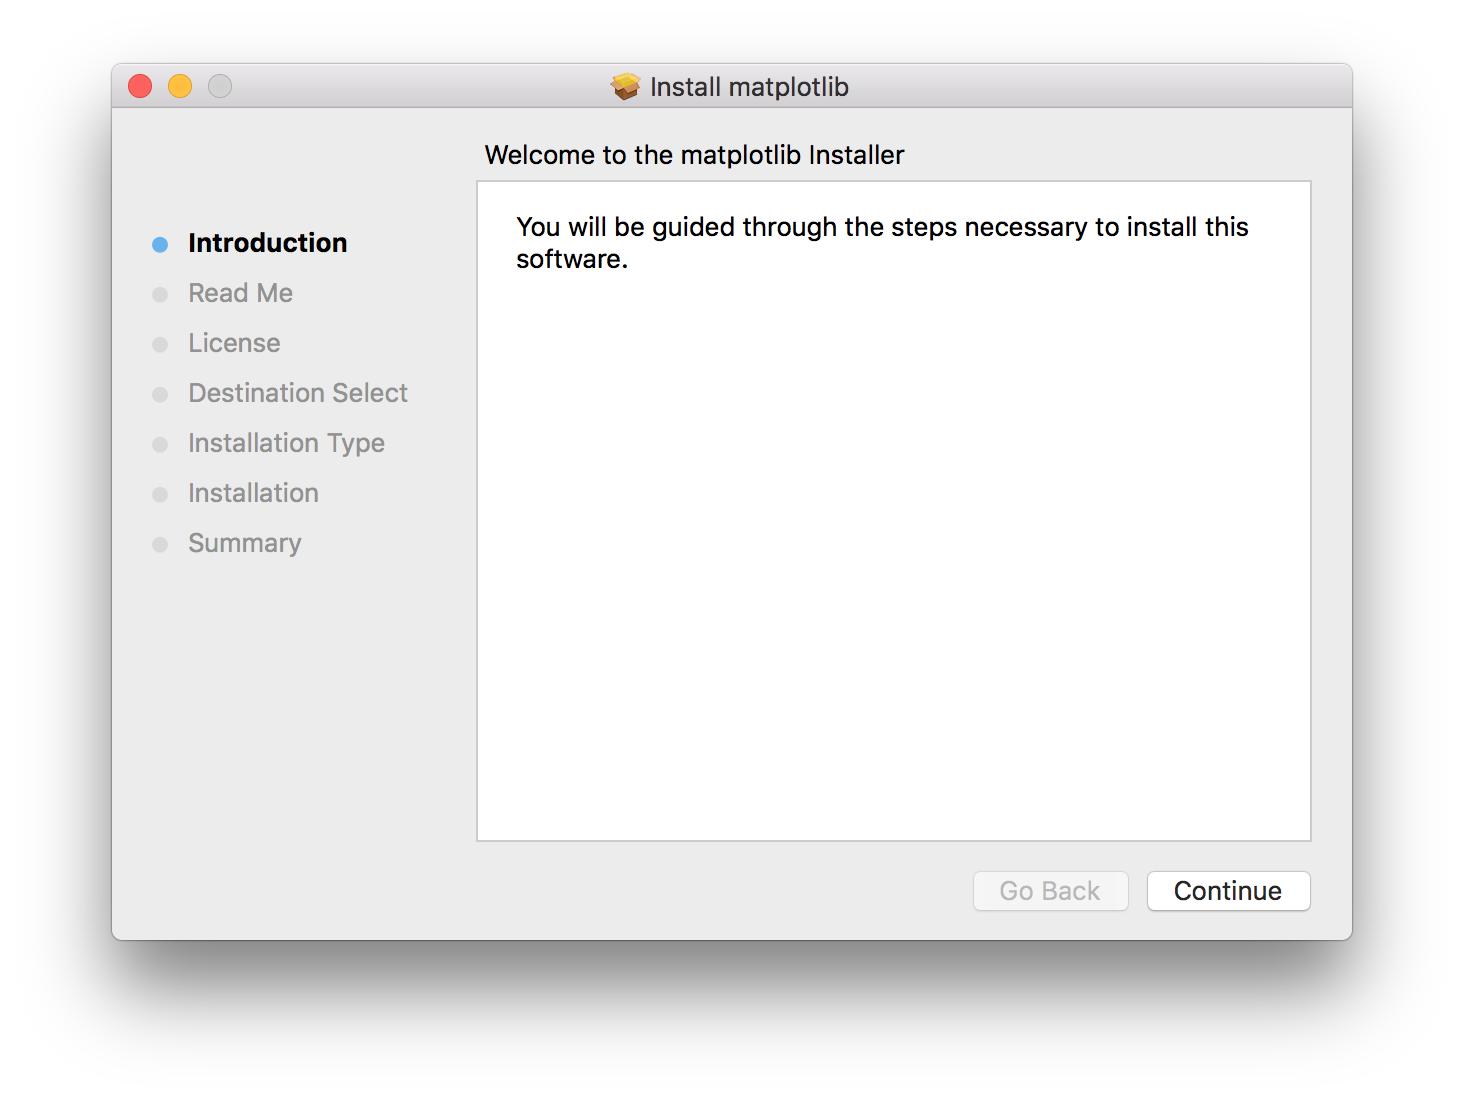 Install matplotlib
Welcome to the matplotlib Installer
Introduction
Read Me
License
Destination Select
Installation Type
Installation
Summary
You will be guided through the steps necessary to install this
software.
Go Back
Continue